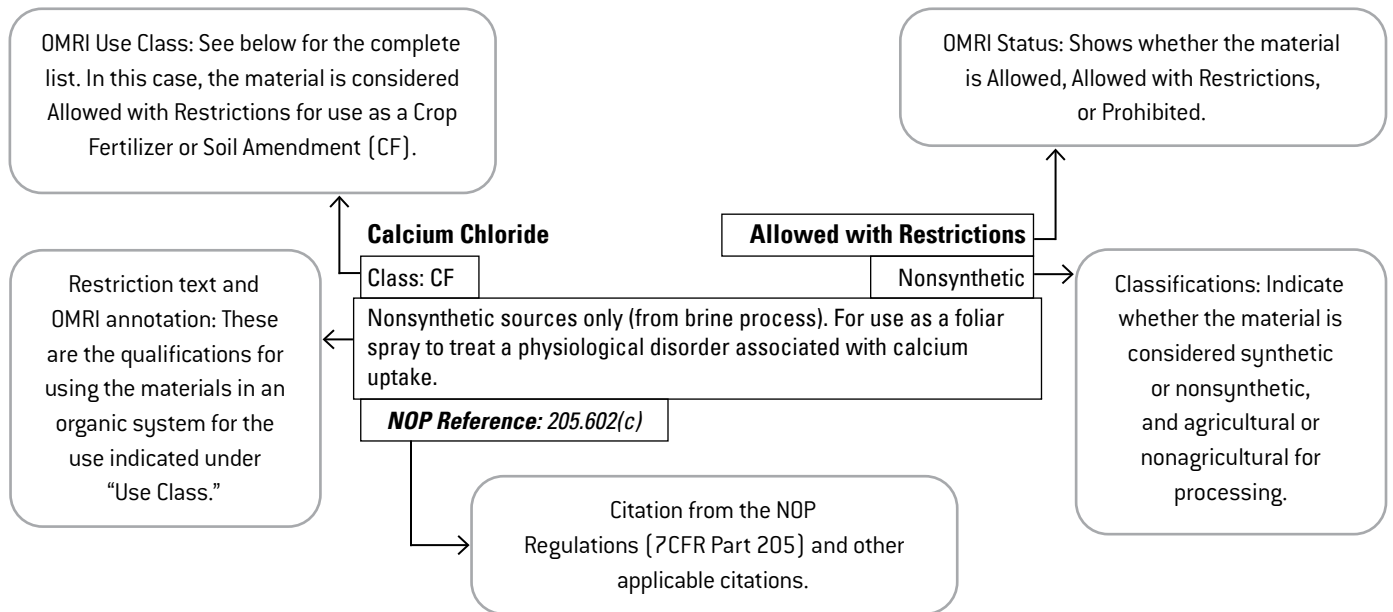 OMRI Use Class: See below for the complete
list. In this case, the material is considered
Allowed with Restrictions for use as a Crop
Fertilizer or Soil Amendment (CF).
OMRI Status: Shows whether the material
is Allowed, Allowed with Restrictions,
or Prohibited.
Calcium Chloride
Allowed with Restrictions
Class: CF
Nonsynthetic
Nonsynthetic sources only (from brine process). For use as a foliar
spray to treat a physiological disorder associated with calcium
uptake.
NOP Reference: 205.602(c)
Restriction text and
OMRI annotation: These
are the qualifications for
using the materials in an
organic system for the
use indicated under
“Use Class.”
Classifications: Indicate
whether the material is
considered synthetic
or nonsynthetic,
and agricultural or
nonagricultural for
processing.
Citation from the NOP
Regulations (7CFR Part 205) and other
applicable citations.